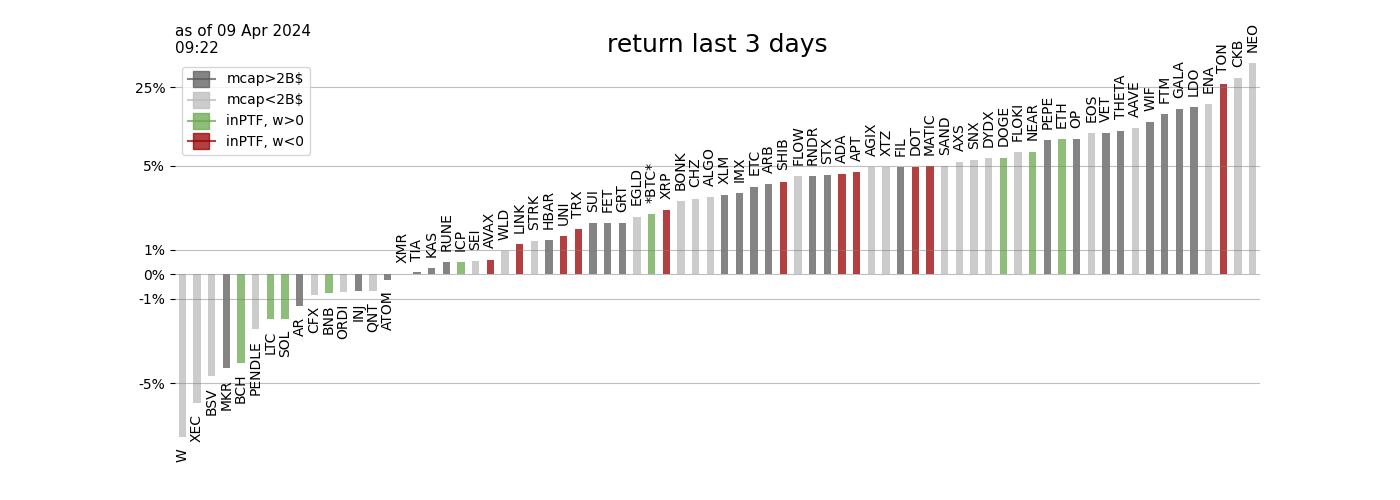 as of 09 Apr 2024
09:22
return last 3 days
mcap>2B$
mcap<2B$
inPTF, w>0
inPTF, w<0
25%
5%
1%
0%
-1%
-5%
W
XEC
BSV
MKR
BCH
PENDLE
LTC
SOL
AR
CFX
BNB
ORDI
INJ
QNT
ATOM
XMR
TIA
KAS
RUNE
ICP
SEI
AVAX
WLD
LINK
STRK
HBAR
UNI
TRX
SUI
FET
GRT
EGLD
*BTC*
XRP
BONK
CHZ
ALGO
XLM
IMX
ETC
ARB
SHIB
FLOW
RNDR
STX
ADA
APT
AGIX
XTZ
FIL
DOT
MATIC
SAND
AXS
SNX
DYDX
DOGE
FLOKI
NEAR
PEPE
ETH
OP
EOS
VET
THETA
AAVE
WIF
FTM
GALA
LDO
ENA
TON
CKB
NEO